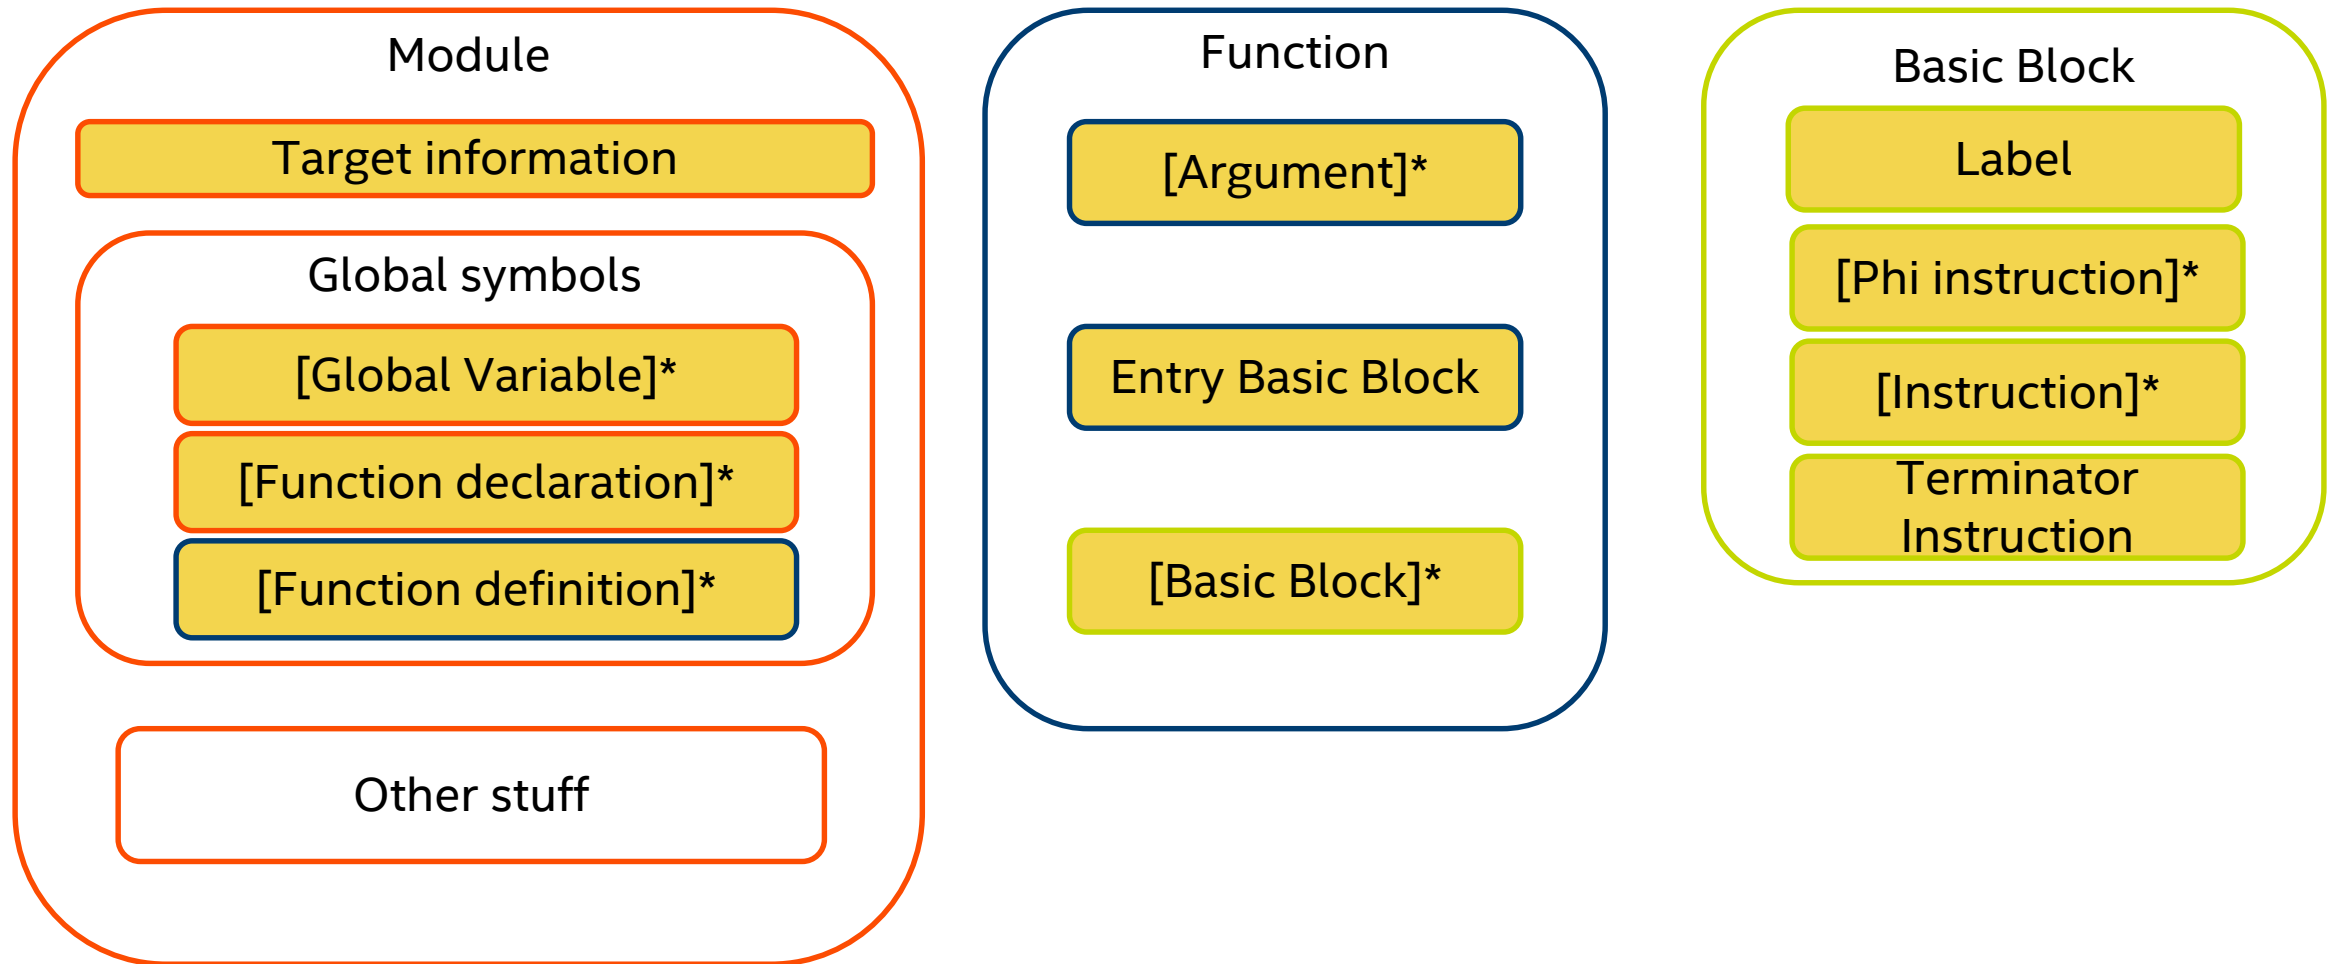 Module
Target information
Global symbols
[Global Variable]*
[Function declaration]*
[Function definition]*
Other stuff
Function
[Argument]*
Entry Basic Block
[Basic Block]*
Basic Block
Label
[Phi instruction]*
[Instruction]*
Terminator
Instruction